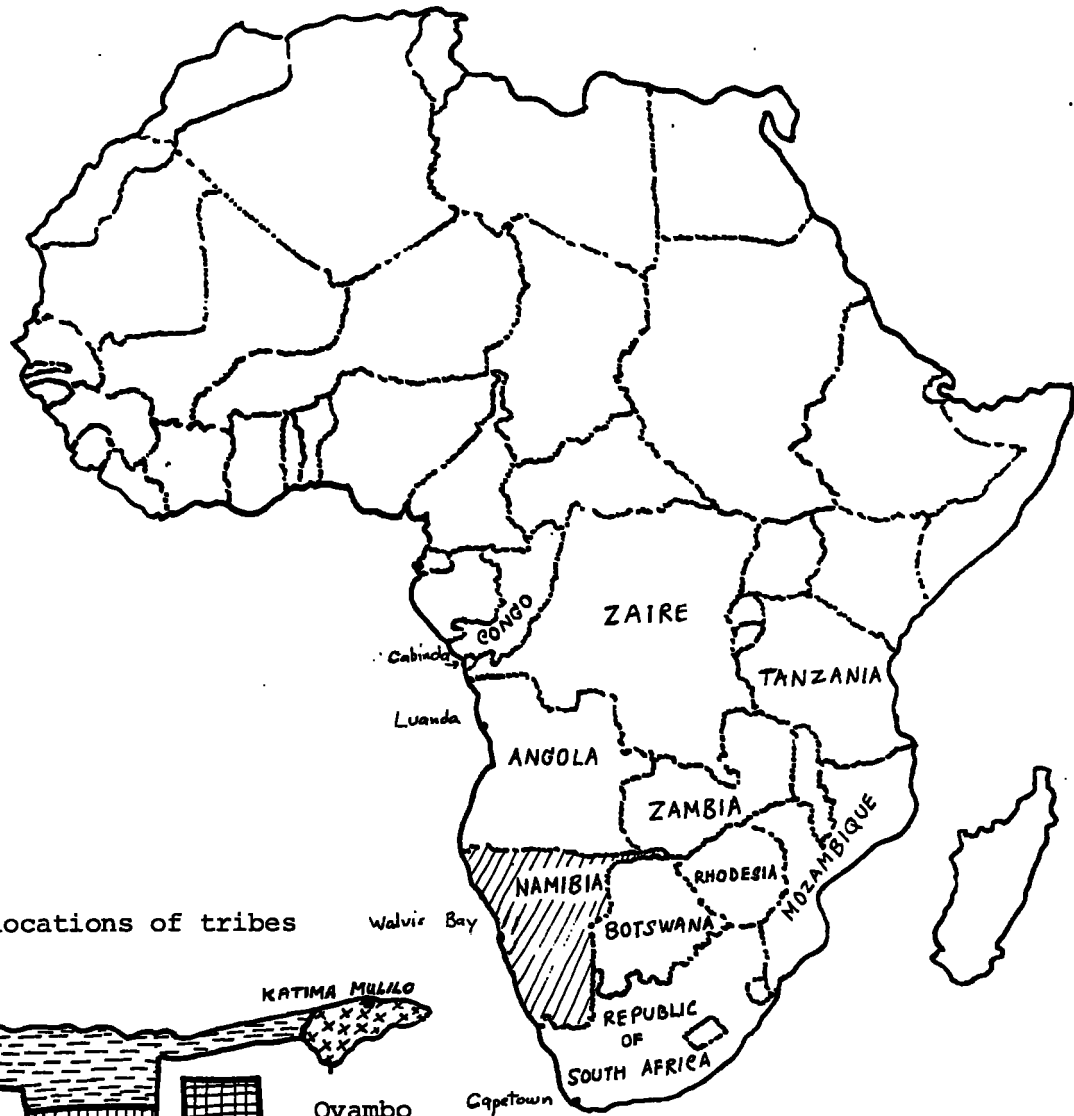 CONGO
ZAIRE
Cabinda
TANZANIA
Luanda
ANGOLA
ZAMBIA
MOZAMBIQUE
NAMIBIA
RHODESIA
locations of tribes
Walvis Bay
BOTSWANA
KATIMA MULILO
REPUBLIC
OF
SOUTH AFRICA
Ovambo
Capetown